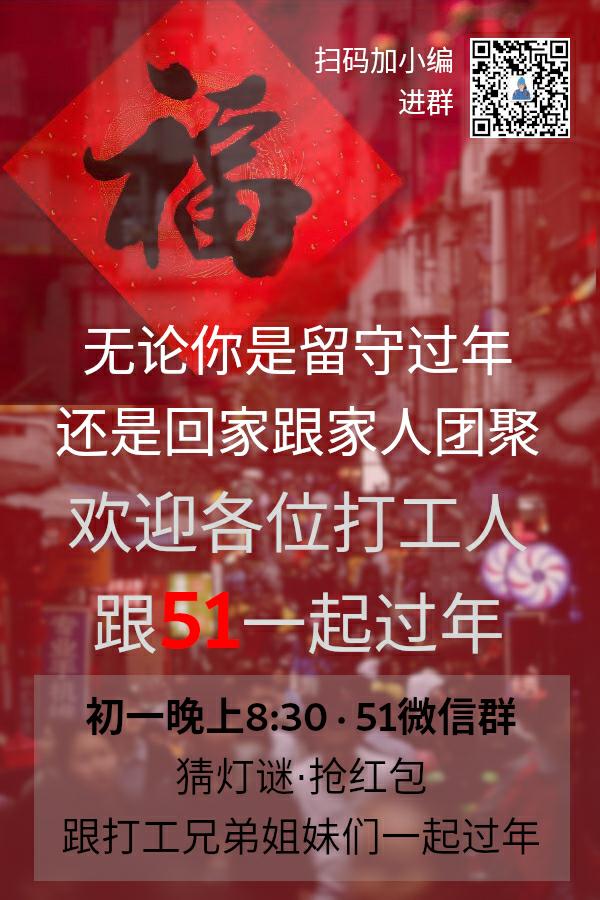 扫码加小编
进群
福
无论你是留守过年
还是回家跟家人团聚
欢迎各位打工人
跟51一起过年
初一晚上8:30·51微信群
猜灯谜·抢红包
跟打工兄弟姐妹们一起过年